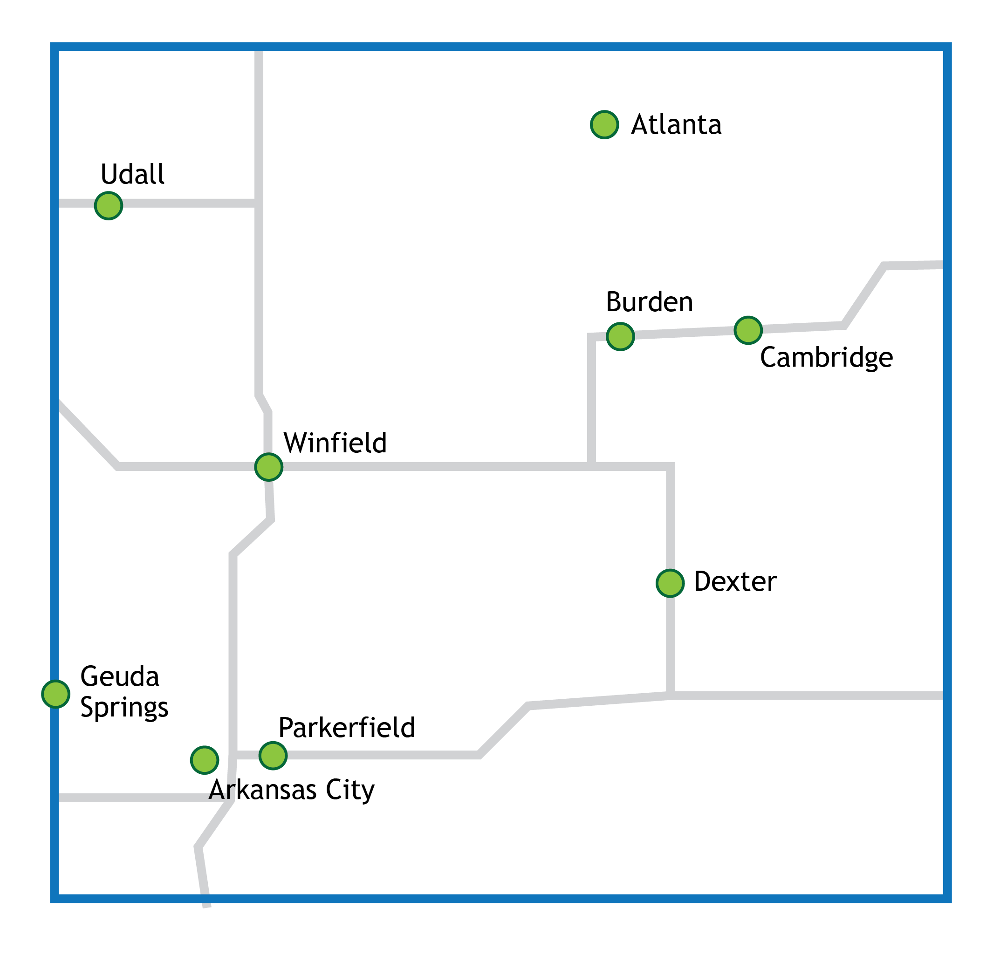 Atlanta
Udall
Burden
Cambridge
Winfield
Dexter
Geuda
Springs
Parkerfield
Arkansas City